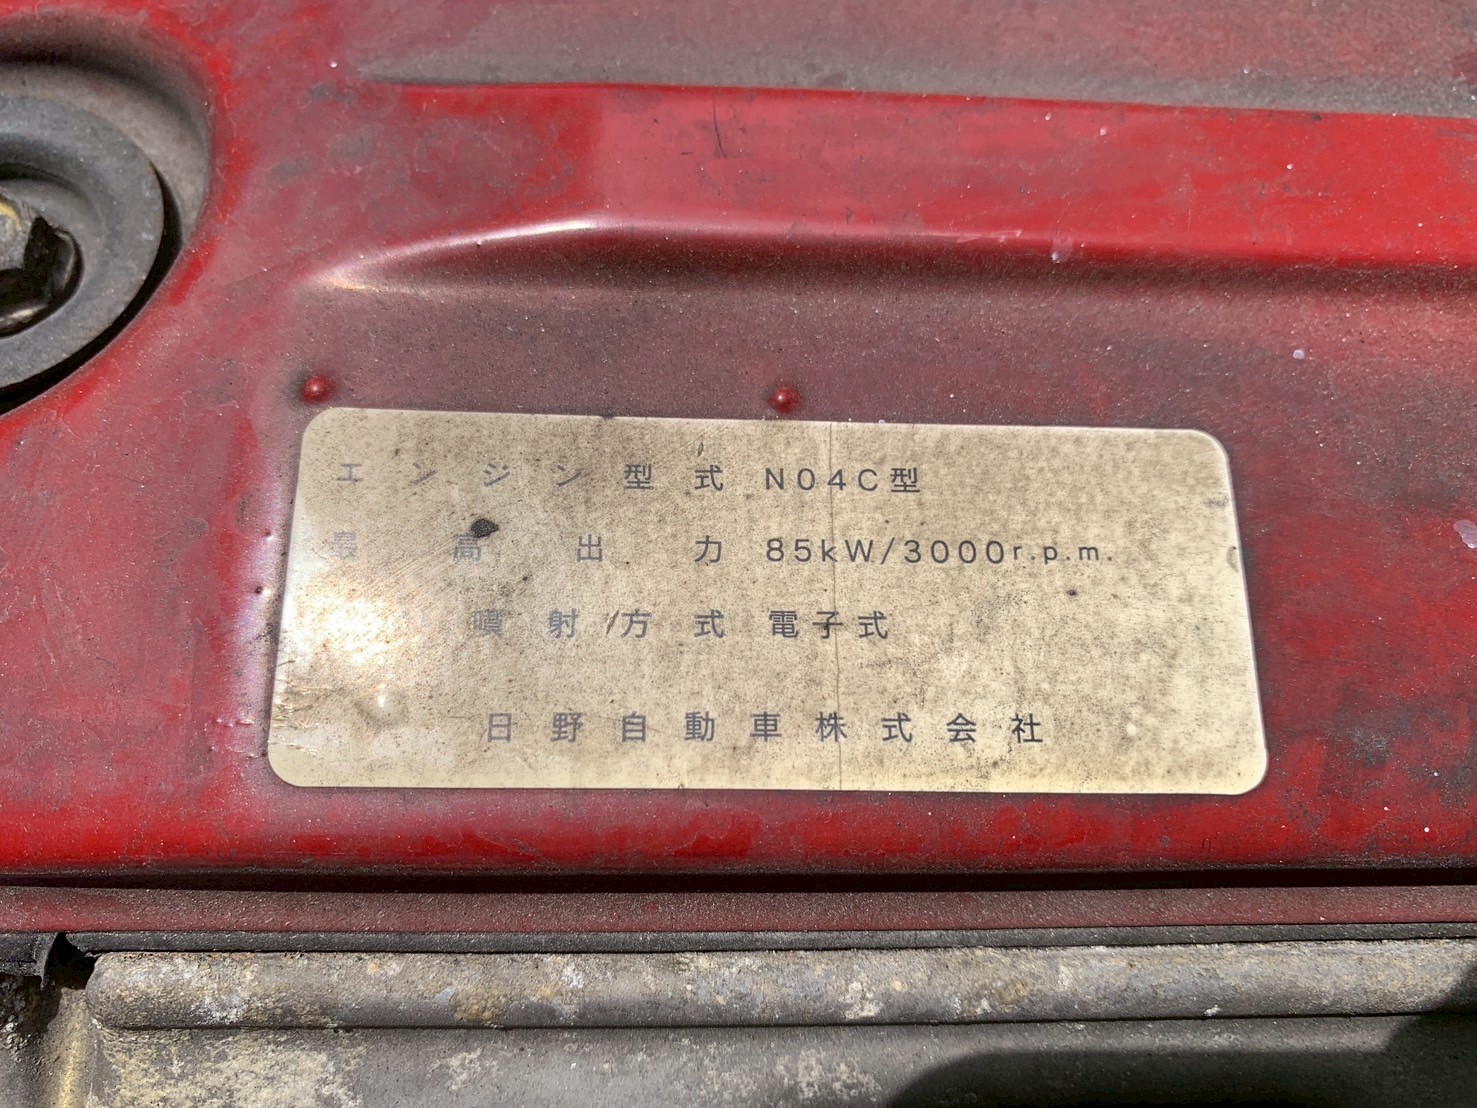 エンジン型式 N04C型
最高出力 85kW/3000r.p.m.
噴射方式 電子式
日野自動車株式会社